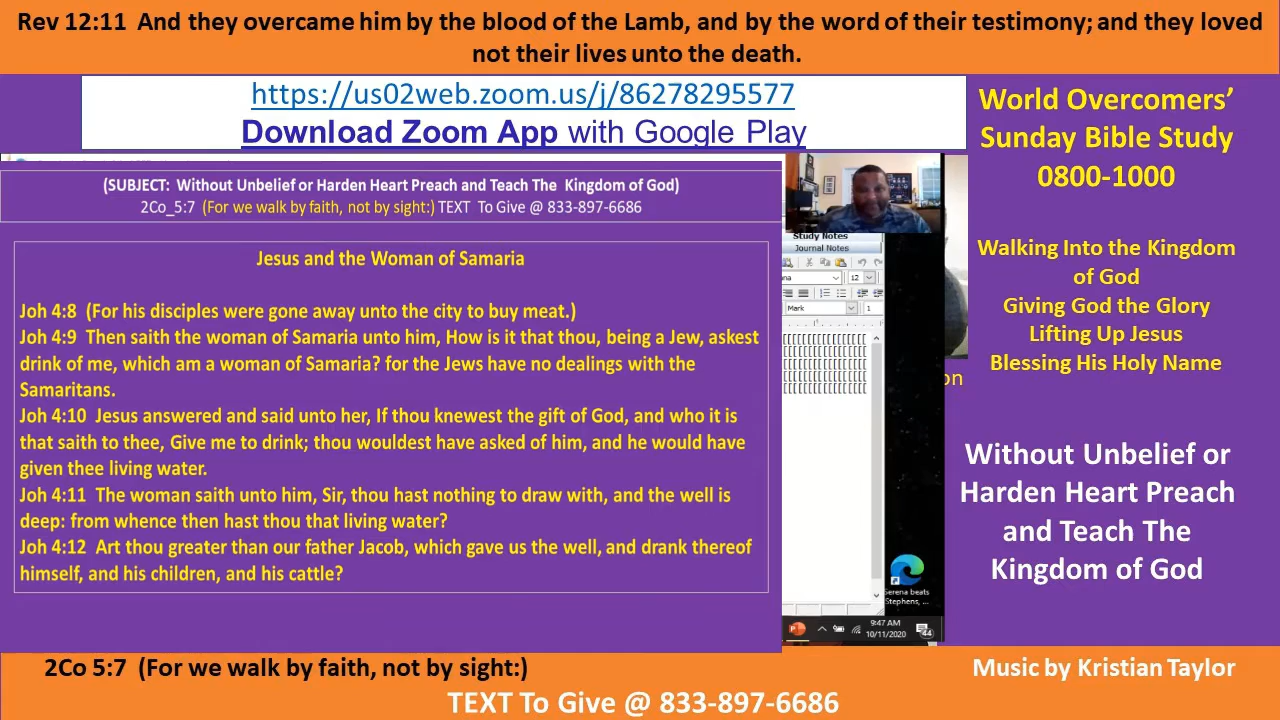 Rev 12:11 And they overcame him by the blood of the Lamb, and by the word of their testimony; and they loved
not their lives unto the death.
https://us02web.zoom.us/j/86278295577
Download Zoom App with Google Play
World Overcomers'
Sunday Bible Study
0800-1000
(SUBJECT: Without Unbelief or Harden Heart Preach and Teach The Kingdom of God)
2Co_5:7 (For we walk by faith, not by sight:) TEXT To Give @ 833-897-6686
Jesus and the Woman of Samaria
Joh 4:8 (For his disciples were gone away unto the city to buy meat.)
Joh 4:9 Then saith the woman of Samaria unto him, How is it that thou, being a Jew, askest
drink of me, which am a woman of Samaria? for the Jews have no dealings with the
Samaritans.
Joh 4:10 Jesus answered and said unto her, If thou knewest the gift of God, and who it is
that saith to thee, Give me to drink; thou wouldest have asked of him, and he would have
given thee living water.
Joh 4:11 The woman saith unto him, Sir, thou hast nothing to draw with, and the well is
deep: from whence then hast thou that living water?
Joh 4:12 Art thou greater than our father Jacob, which gave us the well, and drank thereof
himself, and his children, and his cattle?
Study Notes
Journal Notes
12
Mark
1
on
Serena beats
Stephens, ...
9:47 AM
10/11/2020
44
Walking Into the Kingdom
of God
Giving God the Glory
Lifting Up Jesus
Blessing His Holy Name
Without Unbelief or
Harden Heart Preach
and Teach The
Kingdom of God
2Co 5:7 (For we walk by faith, not by sight:)
Music by Kristian Taylor
TEXT To Give @ 833-897-6686